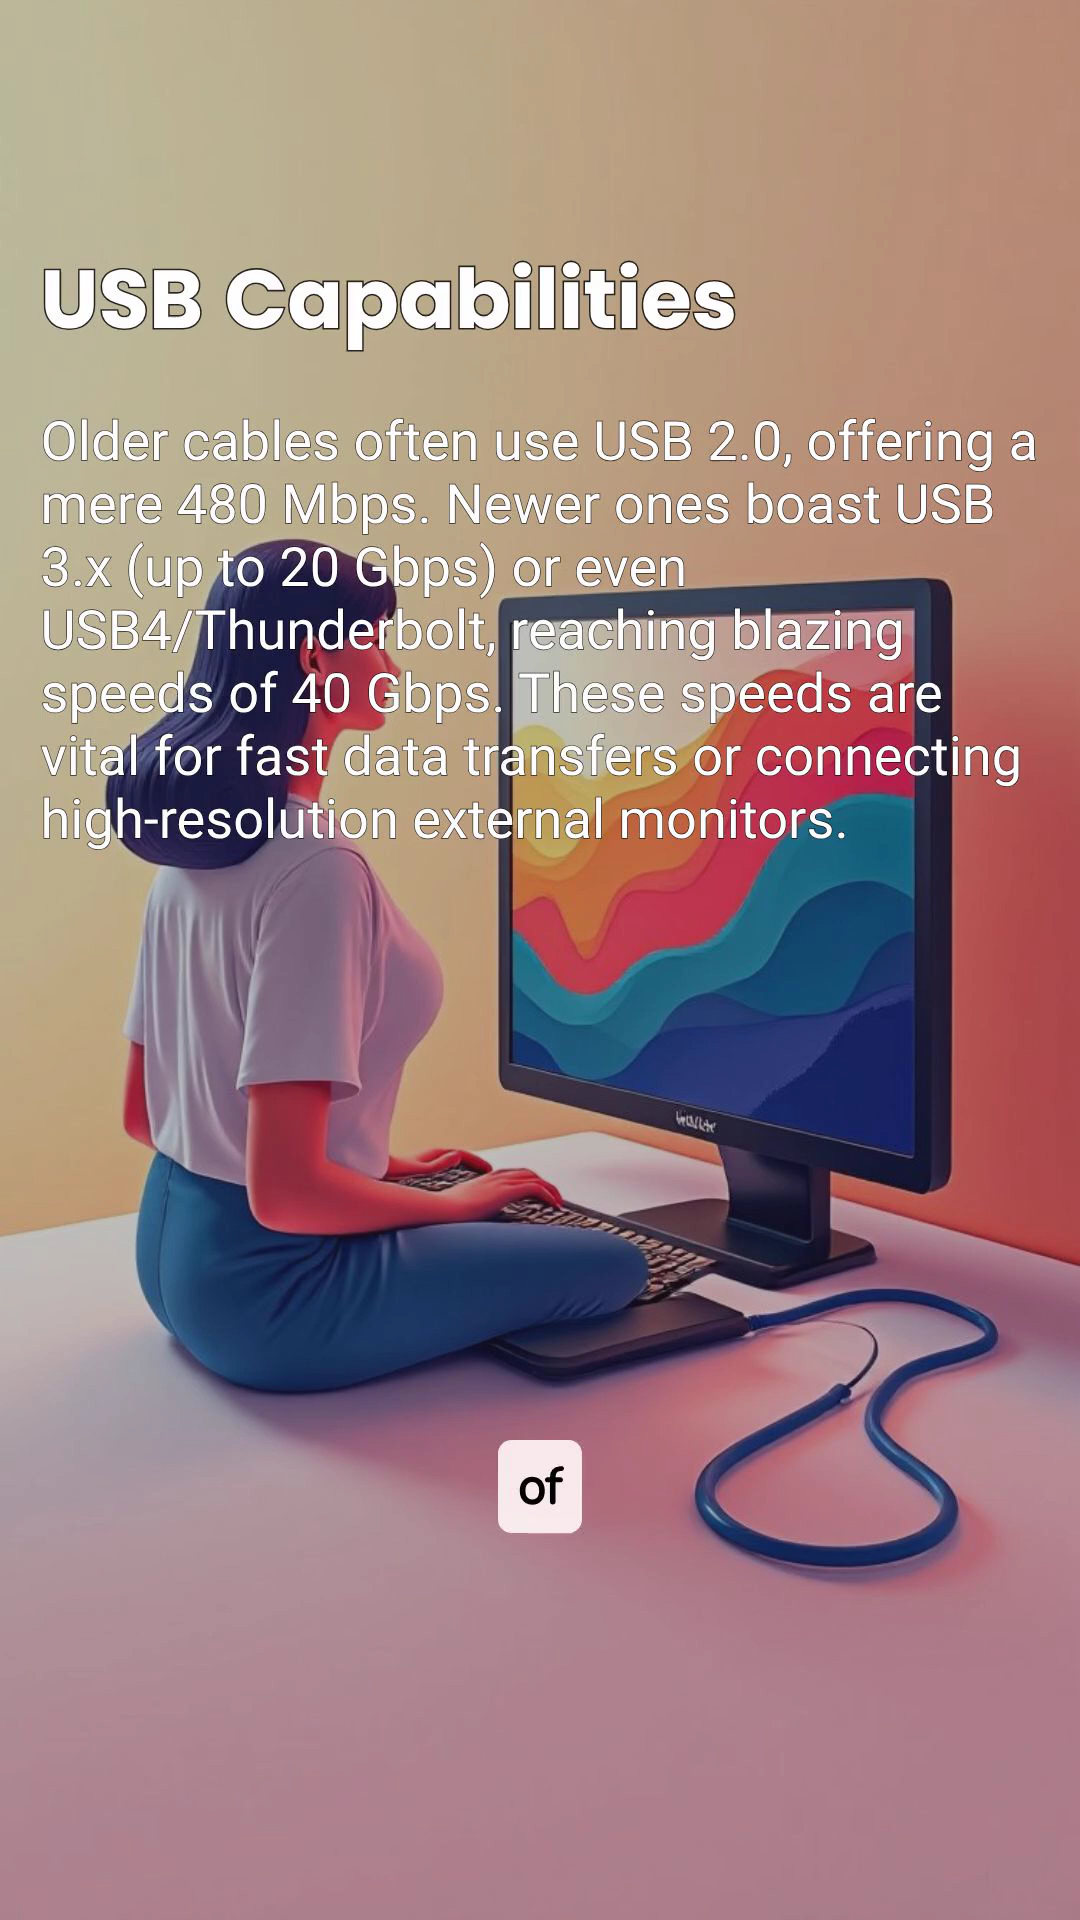 USB Capabilities
Older cables often use USB 2.0, offering a
mere 480 Mbps. Newer ones boast USB
3.x (up to 20 Gbps) or even
USB4/Thunderbolt, reaching blazing
speeds of 40 Gbps. These speeds are
vital for fast data transfers or connecting
high-resolution external monitors.
of